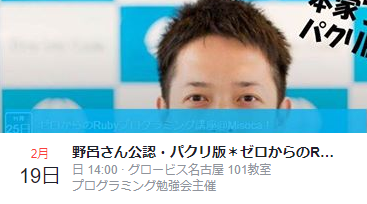 本家
パクリ版
25日
ゼロからのRubyプログラミング講座@Misoca！
2月
19日
野呂さん公認・パクリ版＊ゼロからのR…
日 14:00 · グロービス名古屋 101教室
プログラミング勉強会主催